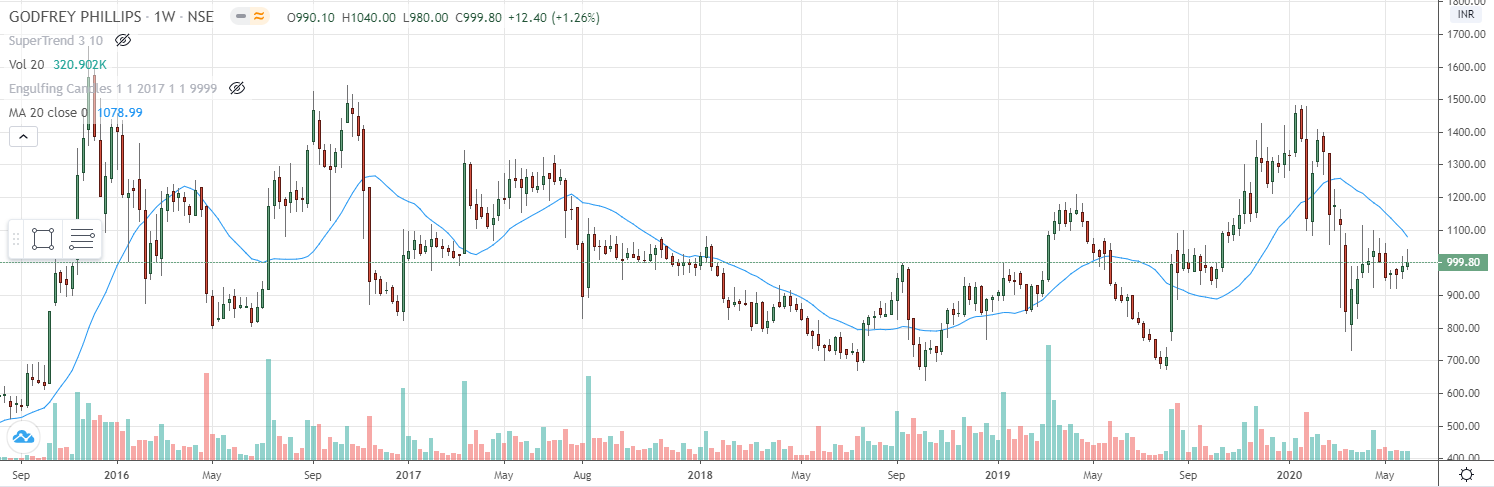 GODFREY PHILLIPS · 1W · NSE O990.10 H1040.00 L980.00 C999.80 +12.40 (+1.26%)
SuperTrend 3 10
Vol 20 320.902K
Engulfing Candles 1 1 2017 1 1 9999
MA 20 close 0 1078.99
1800.00
INR
1700.00
1600.00
1500.00
1400.00
1300.00
1200.00
1100.00
999.80
900.00
800.00
700.00
600.00
500.00
400.00
Sep 2016 May Sep 2017 May Aug 2018 May Sep 2019 May Sep 2020 May